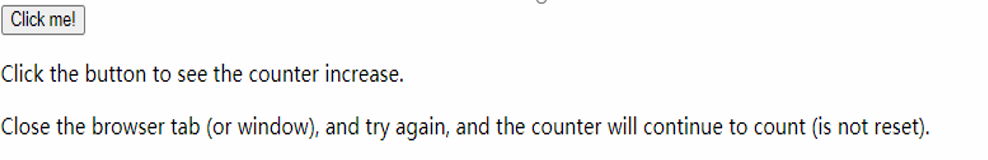 Click me!
Click the button to see the counter increase.
Close the browser tab (or window), and try again, and the counter will continue to count (is not reset).